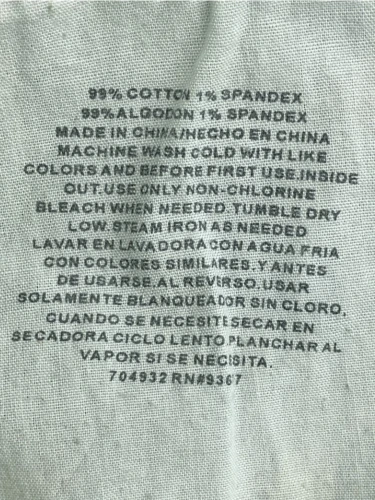 99% COTTON 1% SPANDEX
99% ALGODON 1% SPANDEX
MADE IN CHINA/HECHO EN CHINA
MACHINE WASH COLD WITH LIKE
COLORS AND BEFORE FIRST USE.INSIDE
OUT.USE ONLY NON-CHLORINE
BLEACH WHEN NEEDED.TUMBLE DRY
LOW.STEAM IRON AS NEEDED
LAVAR EN LAVADORA CON AGUA FRIA
CON COLORES SIMILARES.Y ANTES
DE USARSE.AL REVERSO.USAR
SOLAMENTE BLANQUEADOR SIN CLORO,
CUANDO SE NECESITE SECAR EN
SECADORA CICLO LENTO PLANCHAR AL
VAPOR SI SE NECISITA.
704932 RN#9367